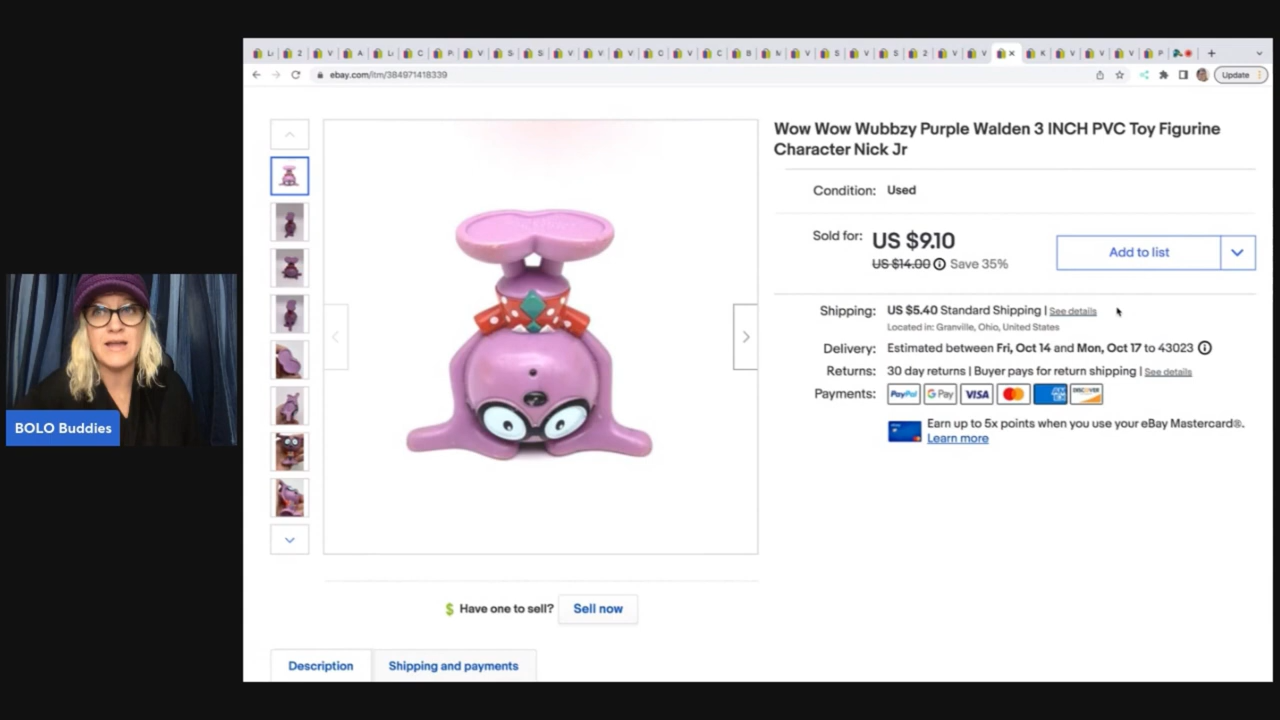 ebay.com/itm/384971418339
Update
Wow Wow Wubbzy Purple Walden 3 INCH PVC Toy Figurine
Character Nick Jr
Condition: Used
Sold for: US $9.10
US $14.00 Save 35%
Add to list
Shipping: US $5.40 Standard Shipping | See details
Located in: Granville, Ohio, United States
Delivery: Estimated between Fri, Oct 14 and Mon, Oct 17 to 43023
Returns: 30 day returns | Buyer pays for return shipping | See details
Payments: PayPal G Pay VISA
DISCOVER
Earn up to 5x points when you use your eBay Mastercard®.
Learn more
BOLO Buddies
$ Have one to sell? Sell now
Description
Shipping and payments